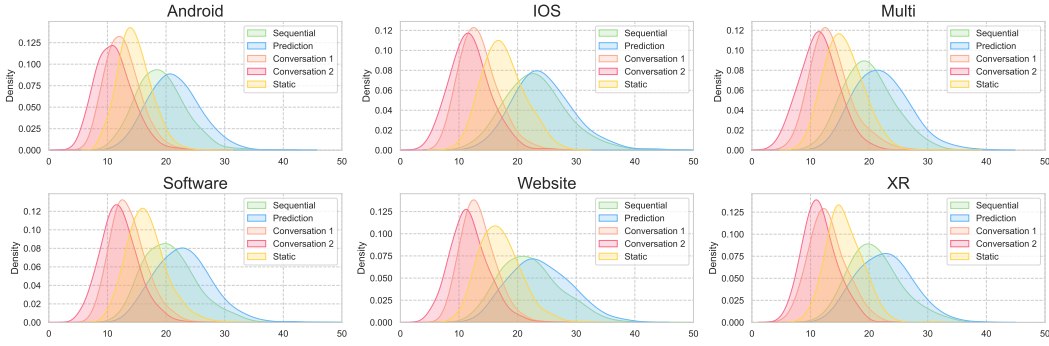 Android
Density
0.125
0.100
0.075
0.050
0.025
0.000
0 10 20 30 40 50
Sequential
Prediction
Conversation 1
Conversation 2
Static
IOS
Density
0.12
0.10
0.08
0.06
0.04
0.02
0.00
0 10 20 30 40 50
Sequential
Prediction
Conversation 1
Conversation 2
Static
Multi
Density
0.12
0.10
0.08
0.06
0.04
0.02
0.00
0 10 20 30 40 50
Sequential
Prediction
Conversation 1
Conversation 2
Static
Software
Density
0.12
0.10
0.08
0.06
0.04
0.02
0.00
0 10 20 30 40 50
Sequential
Prediction
Conversation 1
Conversation 2
Static
Website
Density
0.125
0.100
0.075
0.050
0.025
0.000
0 10 20 30 40 50
Sequential
Prediction
Conversation 1
Conversation 2
Static
XR
Density
0.125
0.100
0.075
0.050
0.025
0.000
0 10 20 30 40 50
Sequential
Prediction
Conversation 1
Conversation 2
Static